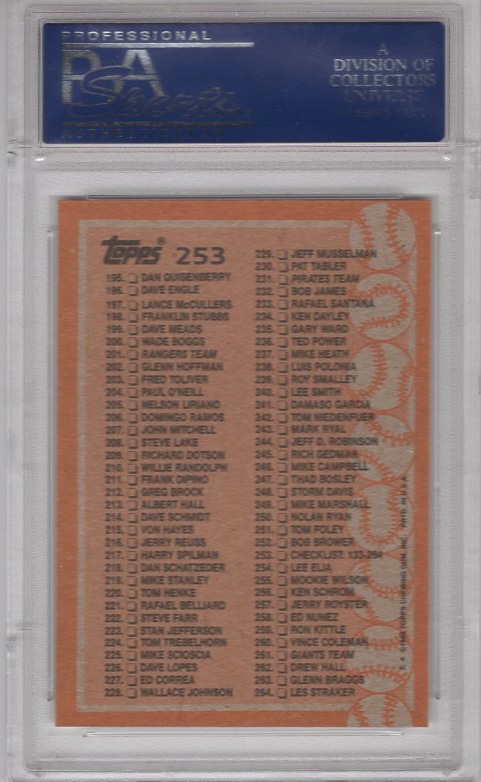 PROFESSIONAL
PSA
Sports
AUTHENTICATOR
A
DIVISION OF
COLLECTORS
UNIVERSE
topps® 253
195. DAN QUISENBERRY
196. DAVE ENGLE
197. LANCE McCULLERS
198. FRANKLIN STUBBS
199. DAVE MEADS
200. WADE BOGGS
201. RANGERS TEAM
202. GLENN HOFFMAN
203. FRED TOLIVER
204. PAUL O'NEILL
205. NELSON LIRIANO
206. DOMINGO RAMOS
207. JOHN MITCHELL
208. STEVE LAKE
209. RICHARD DOTSON
210. WILLIE RANDOLPH
211. FRANK DIPINO
212. GREG BROCK
213. ALBERT HALL
214. DAVE SCHMIDT
215. VON HAYES
216. JERRY REUSS
217. HARRY SPILMAN
218. DAN SCHATZEDER
219. MIKE STANLEY
220. TOM HENKE
221. RAFAEL BELLIARD
222. STEVE FARR
223. STAN JEFFERSON
224. TOM TREBELHORN
225. MIKE SCIOSCIA
226. DAVE LOPES
227. ED CORREA
228. WALLACE JOHNSON
229. JEFF MUSSELMAN
230. PAT TABLER
231. PIRATES TEAM
232. BOB JAMES
233. RAFAEL SANTANA
234. KEN DAYLEY
235. GARY WARD
236. TED POWER
237. MIKE HEATH
238. LUIS POLONIA
239. ROY SMALLEY
240. LEE SMITH
241. DAMASO GARCIA
242. TOM NIEDENFUER
243. MARK RYAL
244. JEFF D. ROBINSON
245. RICH GEDMAN
246. MIKE CAMPBELL
247. THAD BOSLEY
248. STORM DAVIS
249. MIKE MARSHALL
250. NOLAN RYAN
251. TOM FOLEY
252. BOB BROWER
253. CHECKLIST: 133-264
254. LEE ELIA
255. MOOKIE WILSON
256. KEN SCHROM
257. JERRY ROYSTER
258. ED NUNEZ
259. RON KITTLE
260. VINCE COLEMAN
261. GIANTS TEAM
262. DREW HALL
263. GLENN BRAGGS
264. LES STRAKER
©1988 TOPPS CHEWING GUM, INC. PRTD. IN U.S.A.